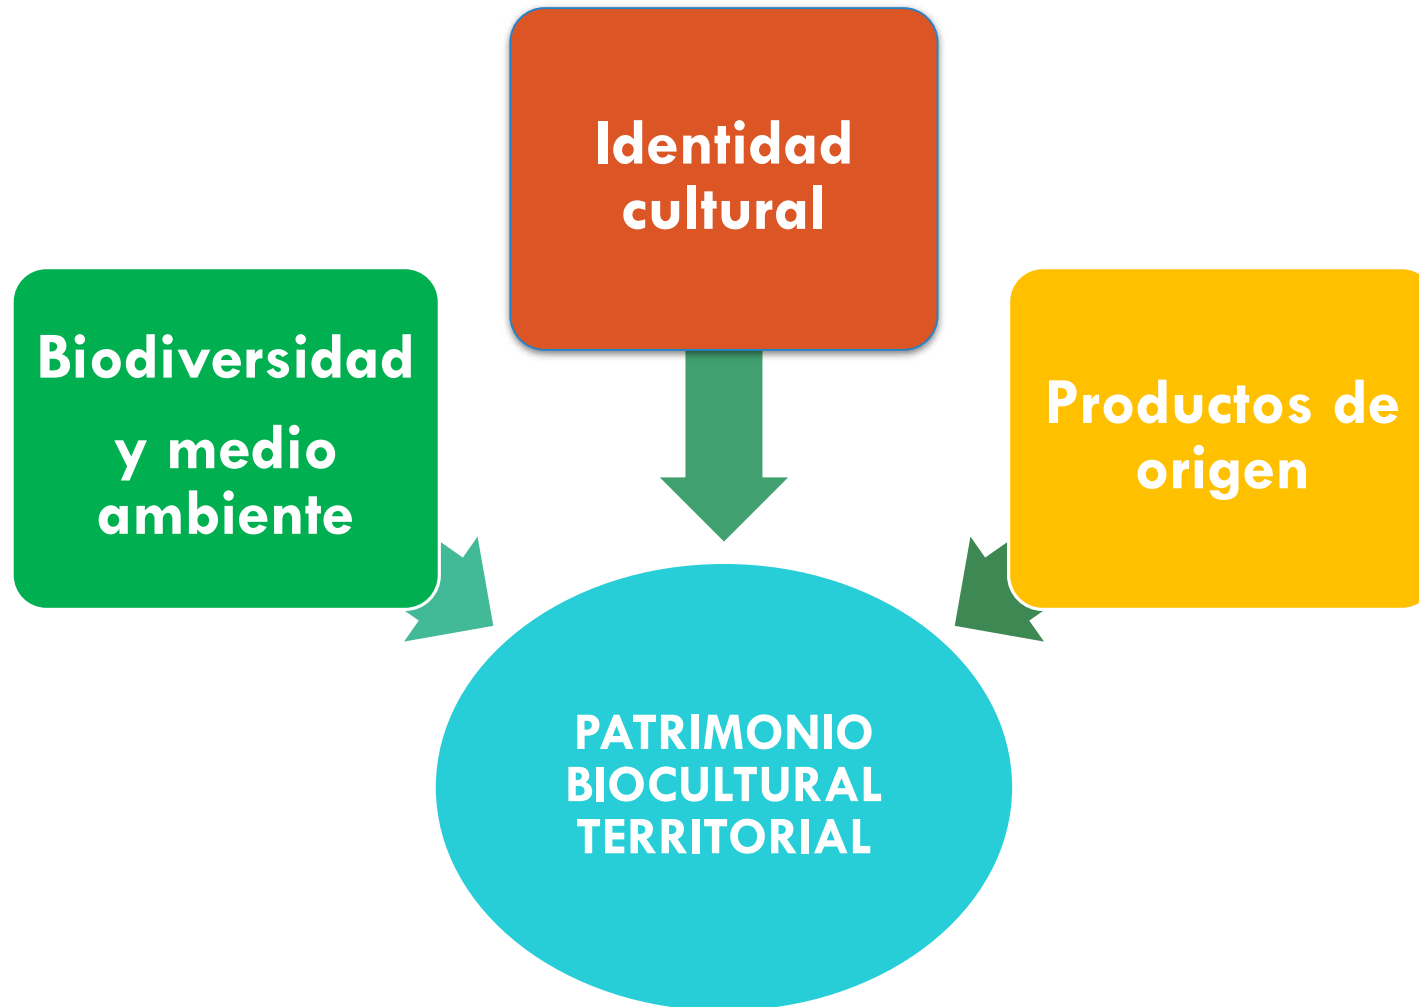 Identidad
cultural
Biodiversidad
y medio
ambiente
Productos de
origen
PATRIMONIO
BIOCULTURAL
TERRITORIAL